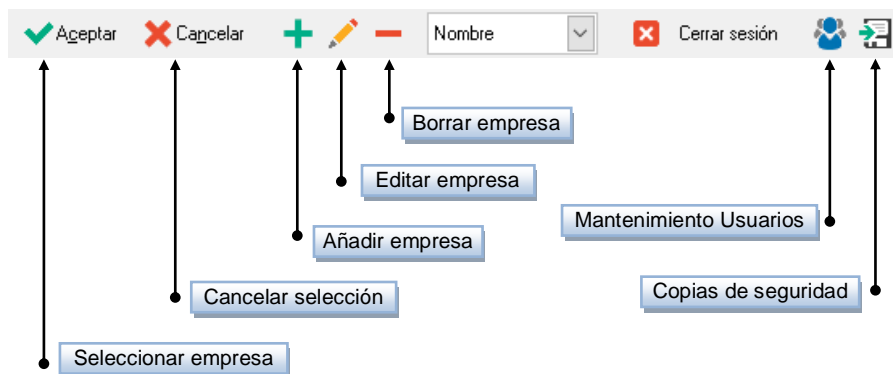 Aceptar
Cancelar
Nombre
Cerrar sesión
Borrar empresa
Editar empresa
Mantenimiento Usuarios
Añadir empresa
Cancelar selección
Copias de seguridad
Seleccionar empresa